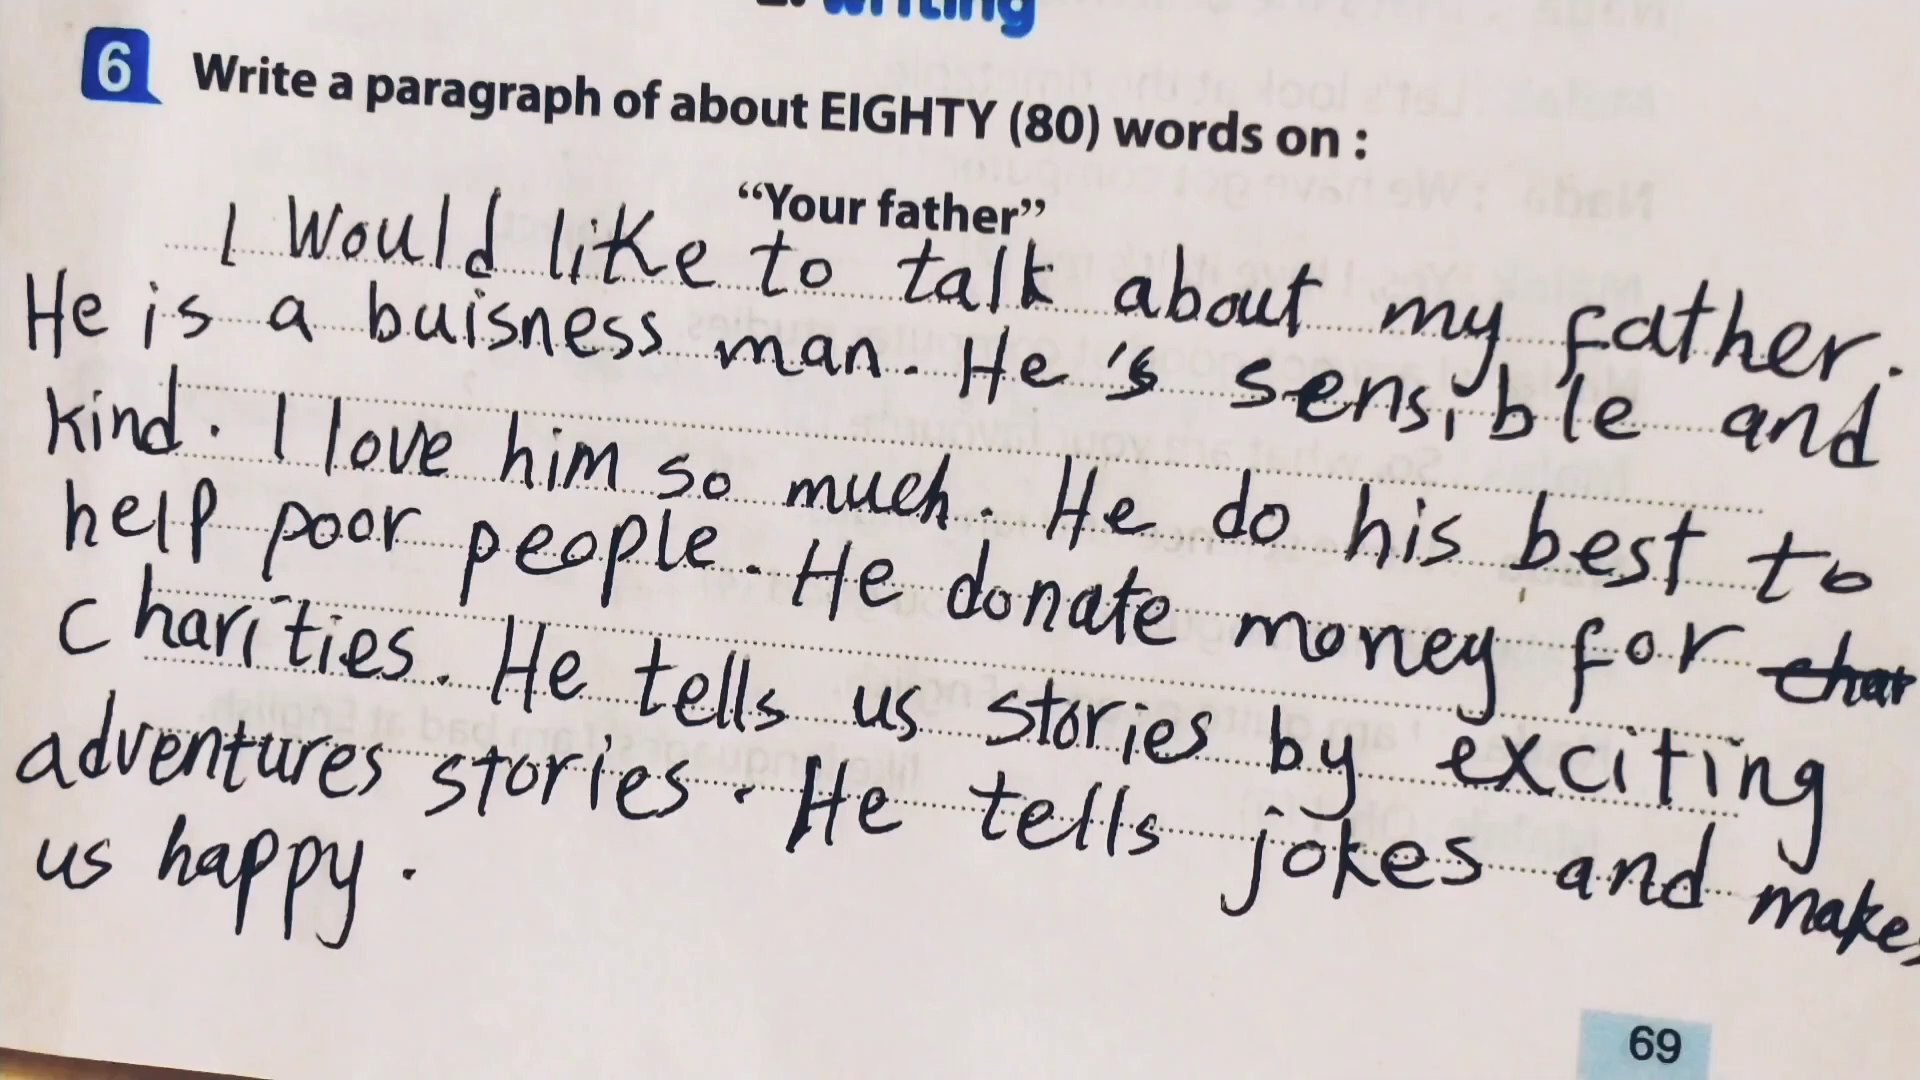 writing
6 Write a paragraph of about EIGHTY (80) words on :
"Your father"
I Would like to talk about my father.
He is a buisness man. He's sensible and
kind. I love him so much. He do his best to
help poor people. He donate money for char
charities. He tells us stories by exciting
adventures stories. He tells jokes and makes
us happy.
69